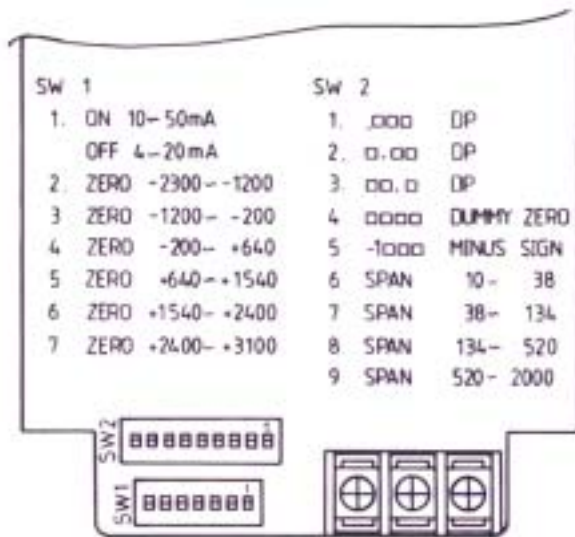 SW 1
1. ON 10-50mA
OFF 4-20mA
2. ZERO -2300- -1200
3 ZERO -1200- -200
4 ZERO -200- +640
5 ZERO +640-+1540
6 ZERO +1540- +2400
7 ZERO +2400- +3100
SW 2
1. .□□□ DP
2. □.□□ DP
3. □□.□ DP
4 □□□□ DUMMY ZERO
5 -1□□□ MINUS SIGN
6 SPAN 10- 38
7 SPAN 38- 134
8 SPAN 134- 520
9 SPAN 520- 2000
SW2
SW1
1